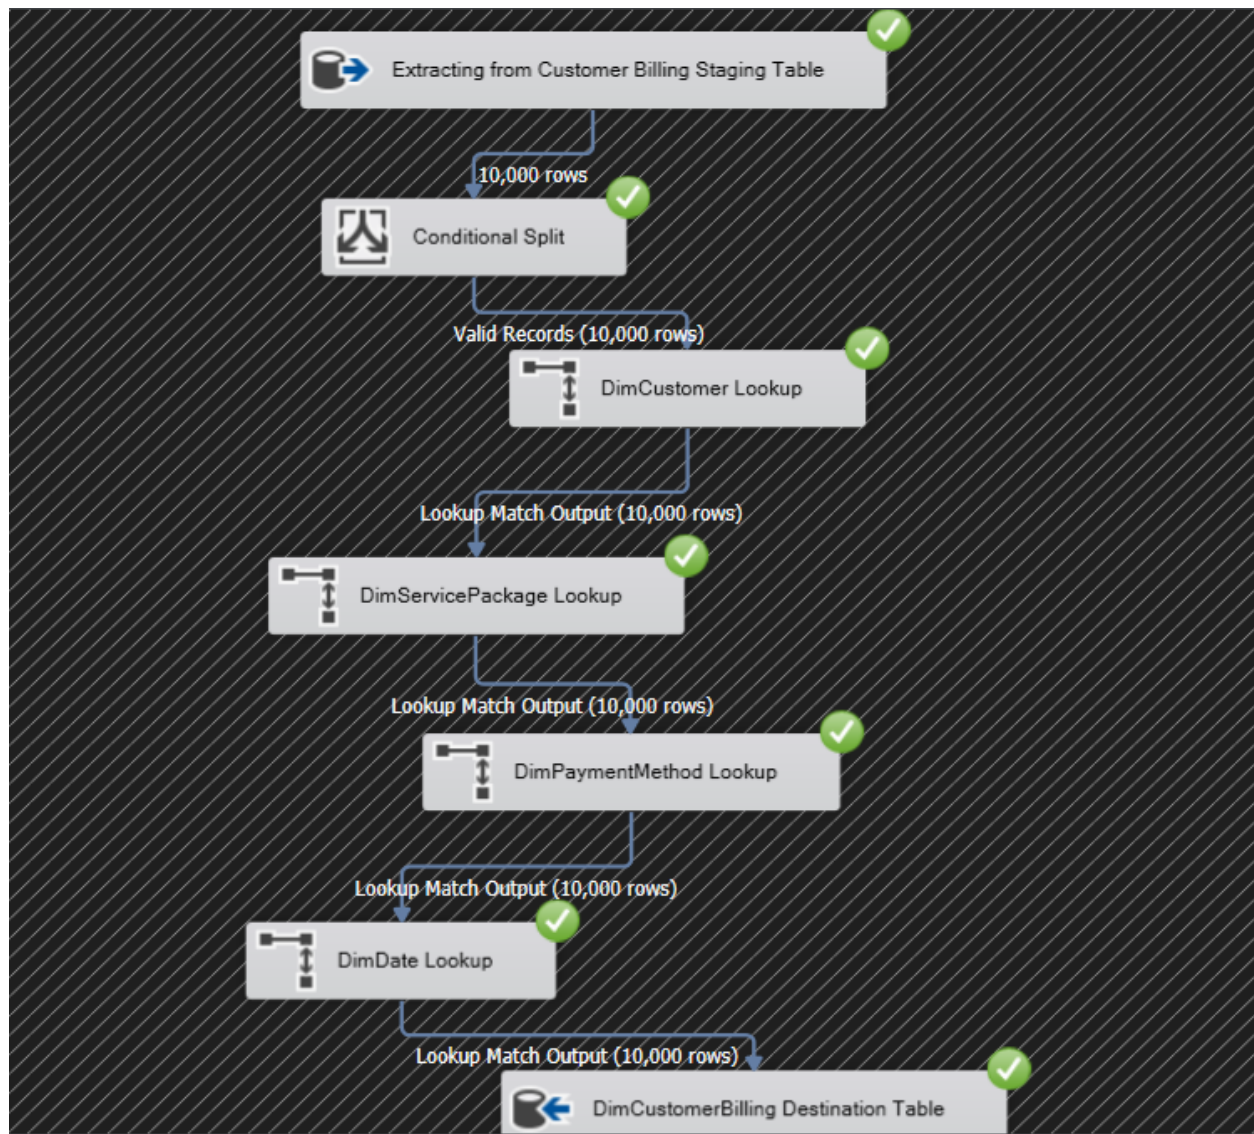 Extracting from Customer Billing Staging Table
10,000 rows
Conditional Split
Valid Records (10,000 rows)
DimCustomer Lookup
Lookup Match Output (10,000 rows)
DimServicePackage Lookup
Lookup Match Output (10,000 rows)
DimPaymentMethod Lookup
Lookup Match Output (10,000 rows)
DimDate Lookup
Lookup Match Output (10,000 rows)
DimCustomerBilling Destination Table